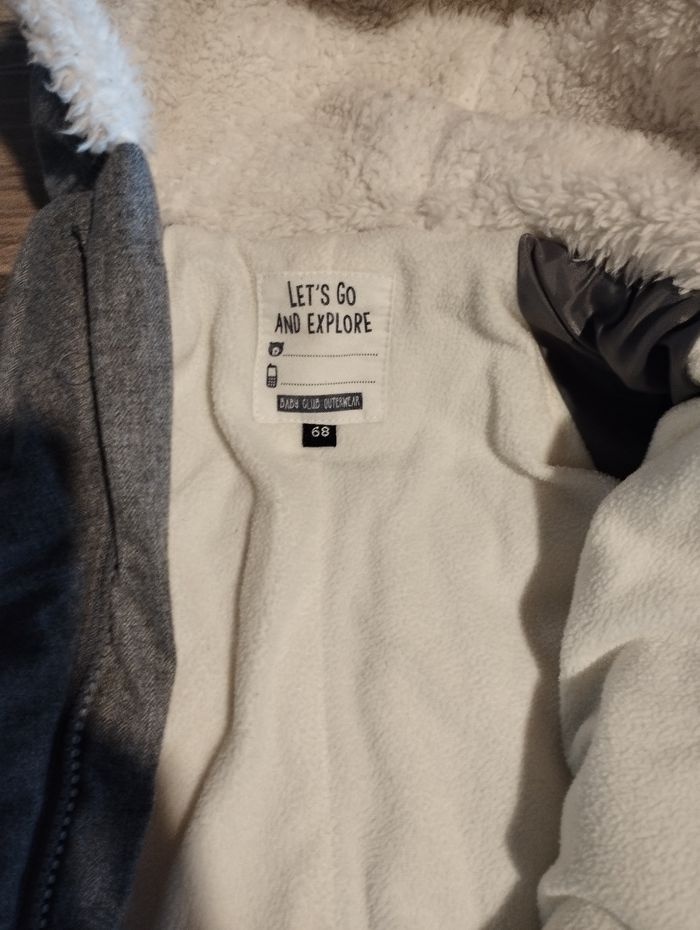 LET'S GO
AND EXPLORE
BABY CLUB OUTERWEAR
68